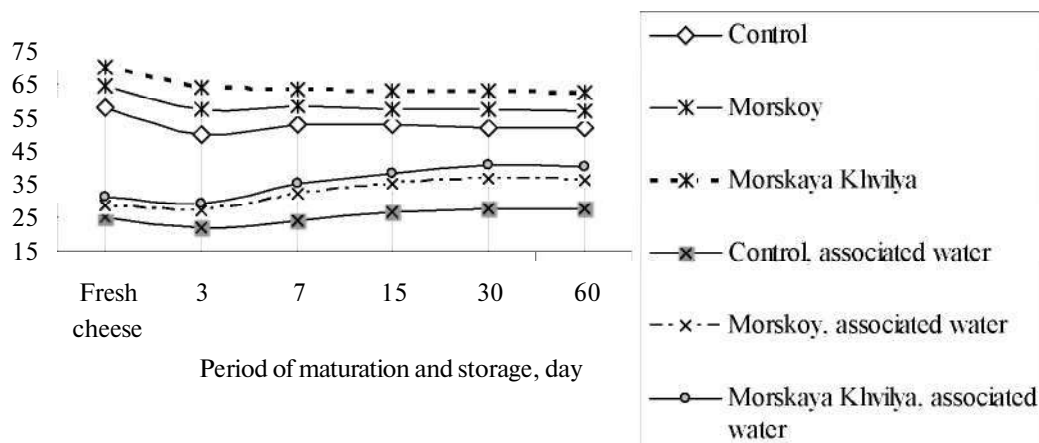 75
65
55
45
35
25
15
Fresh cheese
3
7
15
30
60
Period of maturation and storage, day
Control
Morskoy
Morskaya Khvilya
Control, associated water
Morskoy, associated water
Morskaya Khvilya, associated
water